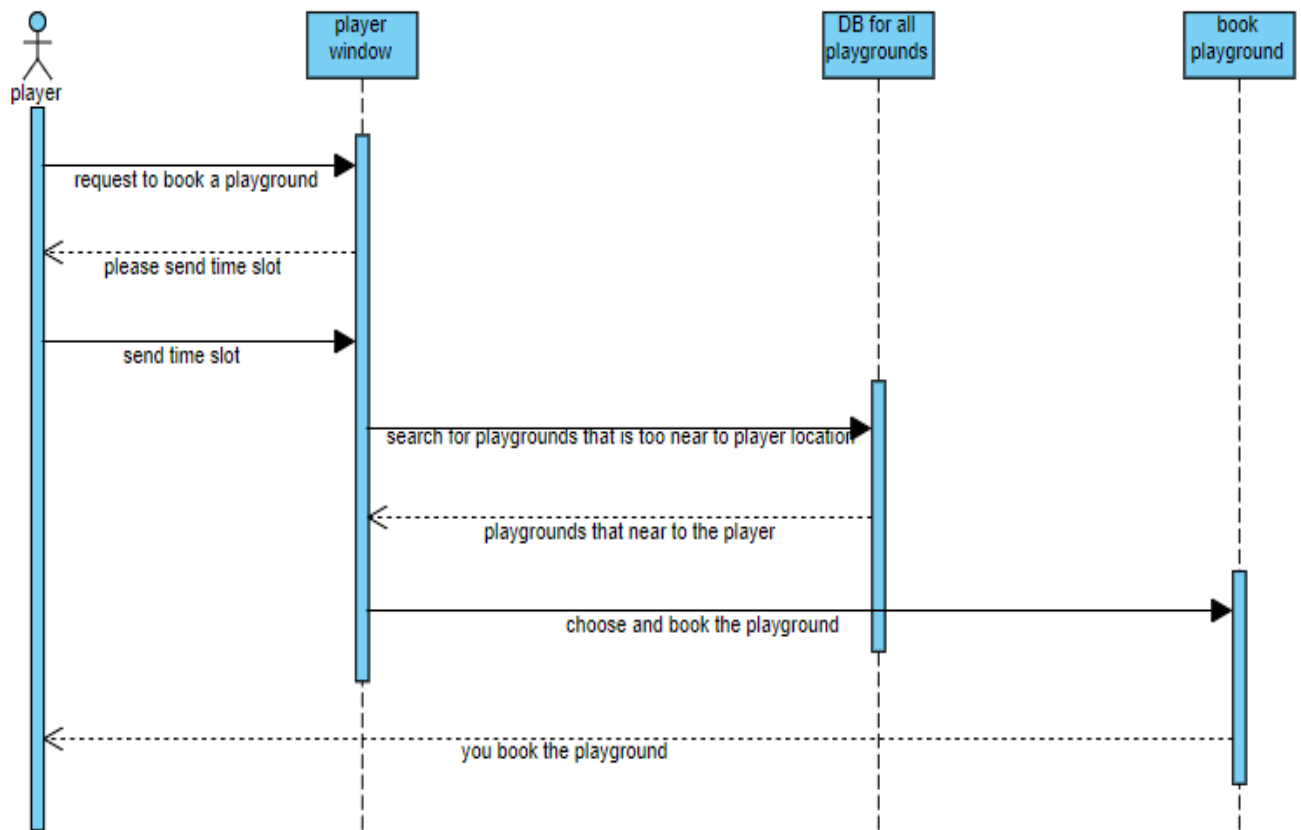 player
window
DB for all
playgrounds
book
playground
player
request to book a playground
please send time slot
send time slot
search for playgrounds that is too near to player location
playgrounds that near to the player
choose and book the playground
you book the playground